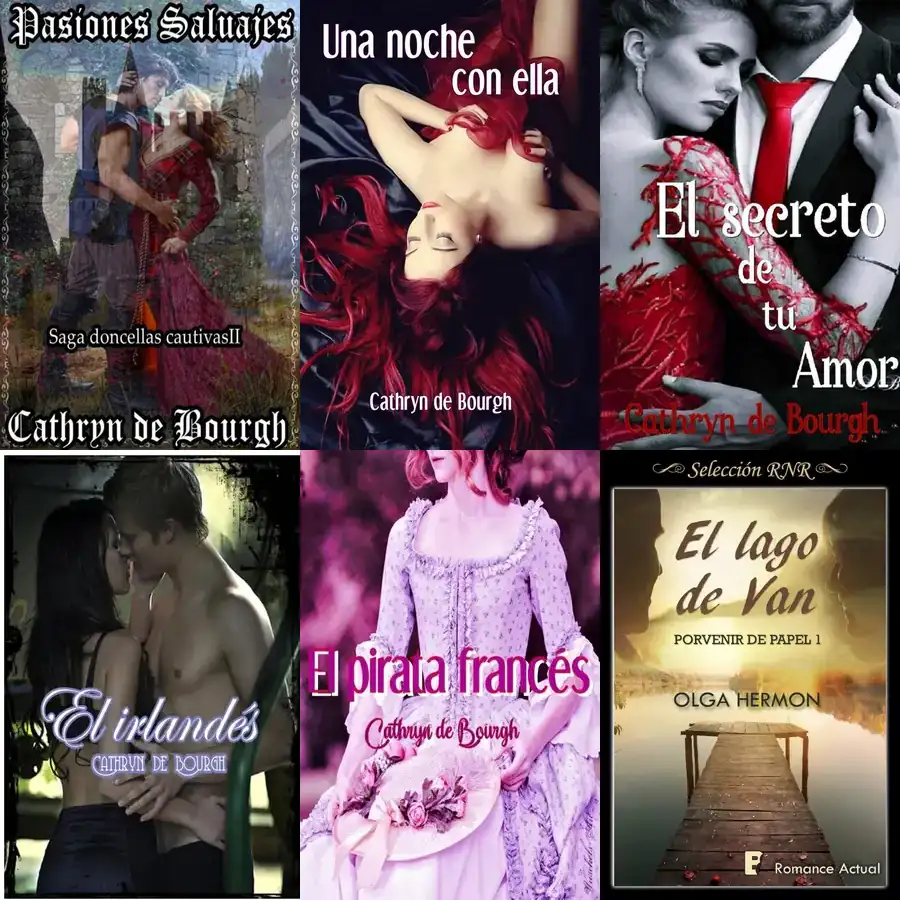 Pasiones Saluajes
Saga doncellas cautivasII
Cathryn de Bourgh
Una noche
con ella
Cathryn de Bourgh
El secreto
de
tu
Amor
Cathryn de Bourgh
El irlandés
CATHRYN DE BOURGH
El pirata francés
Cathryn de Bourgh
Selección RNR
El lago
de Van
PORVENIR DE PAPEL 1
OLGA HERMON
Romance Actual